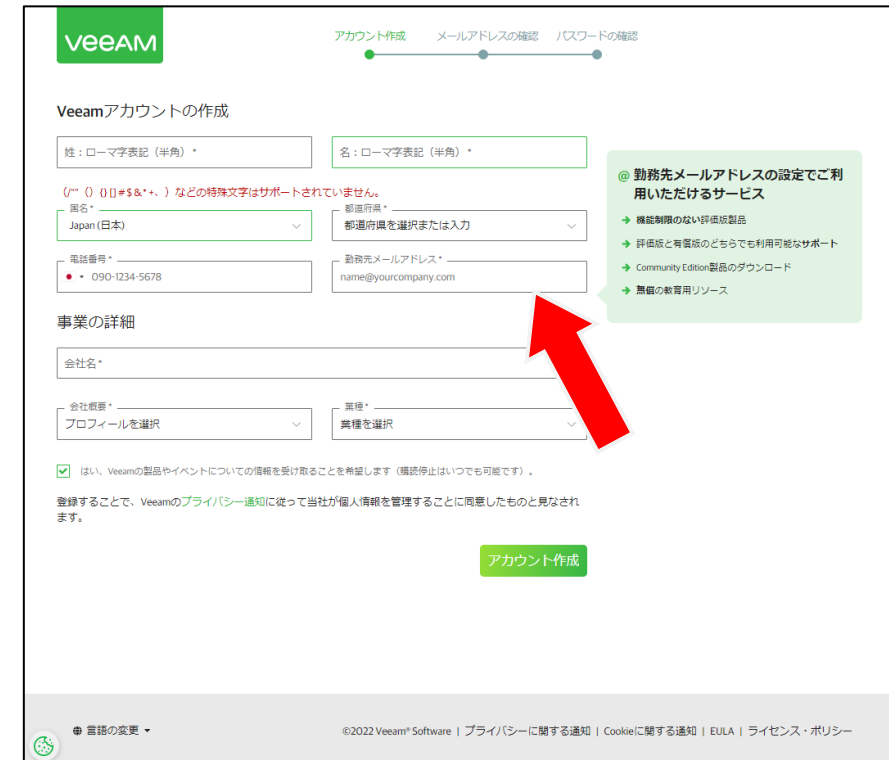 veeAM
アカウント作成 メールアドレスの確認 パスワードの確認
Veeamアカウントの作成
姓：ローマ字表記（半角）*
名：ローマ字表記（半角）*
国名*
Japan (日本)
都道府県*
都道府県を選択または入力
電話番号*
090-1234-5678
勤務先メールアドレス*
name@yourcompany.com
@ 勤務先メールアドレスの設定でご利
用いただけるサービス
機能制限のない評価版製品
評価版と有償版のどちらでも利用可能なサポート
Community Edition製品のダウンロード
無償の教育用リソース
事業の詳細
会社名*
会社概要*
プロフィールを選択
業種*
業種を選択
はい、Veeamの製品やイベントについての情報を受け取ることを希望します（購読停止はいつでも可能です）。
登録することで、Veeamのプライバシー通知に従って当社が個人情報を管理することに同意したものと見なされ
ます。
アカウント作成
言語の変更
©2022 Veeam® Software | プライバシーに関する通知 | Cookieに関する通知 | EULA | ライセンス・ポリシー